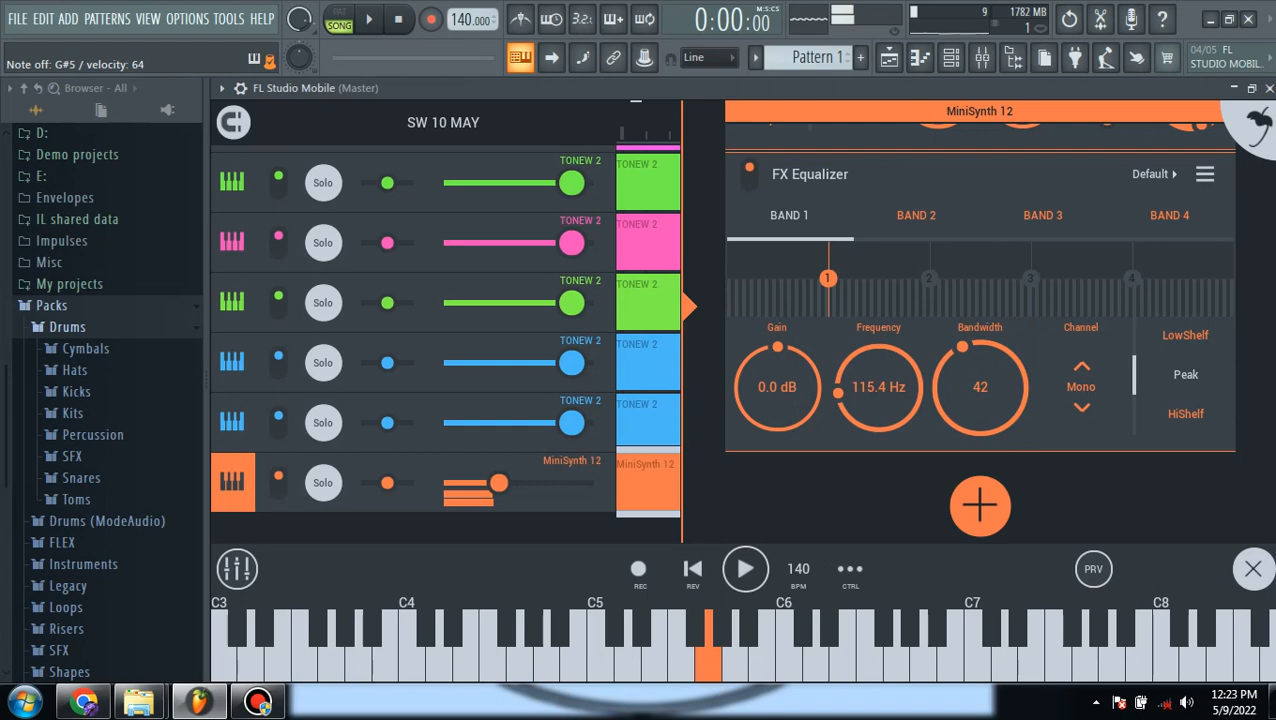 FILE EDIT ADD PATTERNS VIEW OPTIONS TOOLS HELP
PAT
SONG
140.000
3.2.
0:00:00
M:S:CS
9
1782 MB
1
Note off: G#5 / velocity: 64
Line
Pattern 1
04/05 FL
STUDIO MOBIL..
Browser - All
FL Studio Mobile (Master)
D:
Demo projects
E:
Envelopes
IL shared data
Impulses
Misc
My projects
Packs
Drums
Cymbals
Hats
Kicks
Kits
Percussion
SFX
Snares
Toms
Drums (ModeAudio)
FLEX
Instruments
Legacy
Loops
Risers
SFX
Shapes
SW 10 MAY
Solo
TONEW 2
TONEW 2
Solo
TONEW 2
TONEW 2
Solo
TONEW 2
TONEW 2
Solo
TONEW 2
TONEW 2
Solo
TONEW 2
TONEW 2
Solo
MiniSynth 12
MiniSynth 12
MiniSynth 12
FX Equalizer
Default
BAND 1
BAND 2
BAND 3
BAND 4
1
2
3
4
Gain
Frequency
Bandwidth
Channel
LowShelf
0.0 dB
115.4 Hz
42
Mono
Peak
HiShelf
REC
REV
140
BPM
CTRL
PRV
C3
C4
C5
C6
C7
C8
12:23 PM
5/9/2022